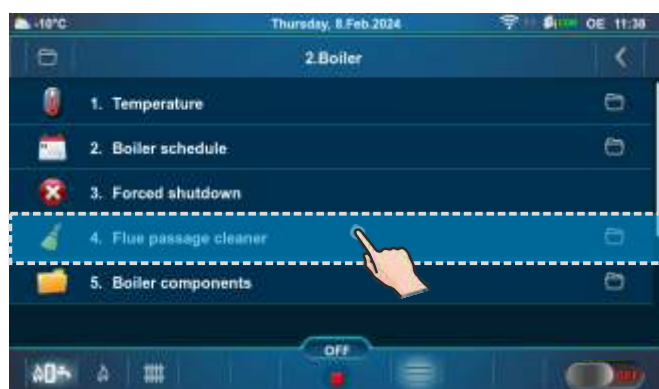 -10°C Thursday, 8.Feb.2024 OE 11:38
2.Boiler
1. Temperature
2. Boiler schedule
3. Forced shutdown
4. Flue passage cleaner
5. Boiler components
OFF
OFF